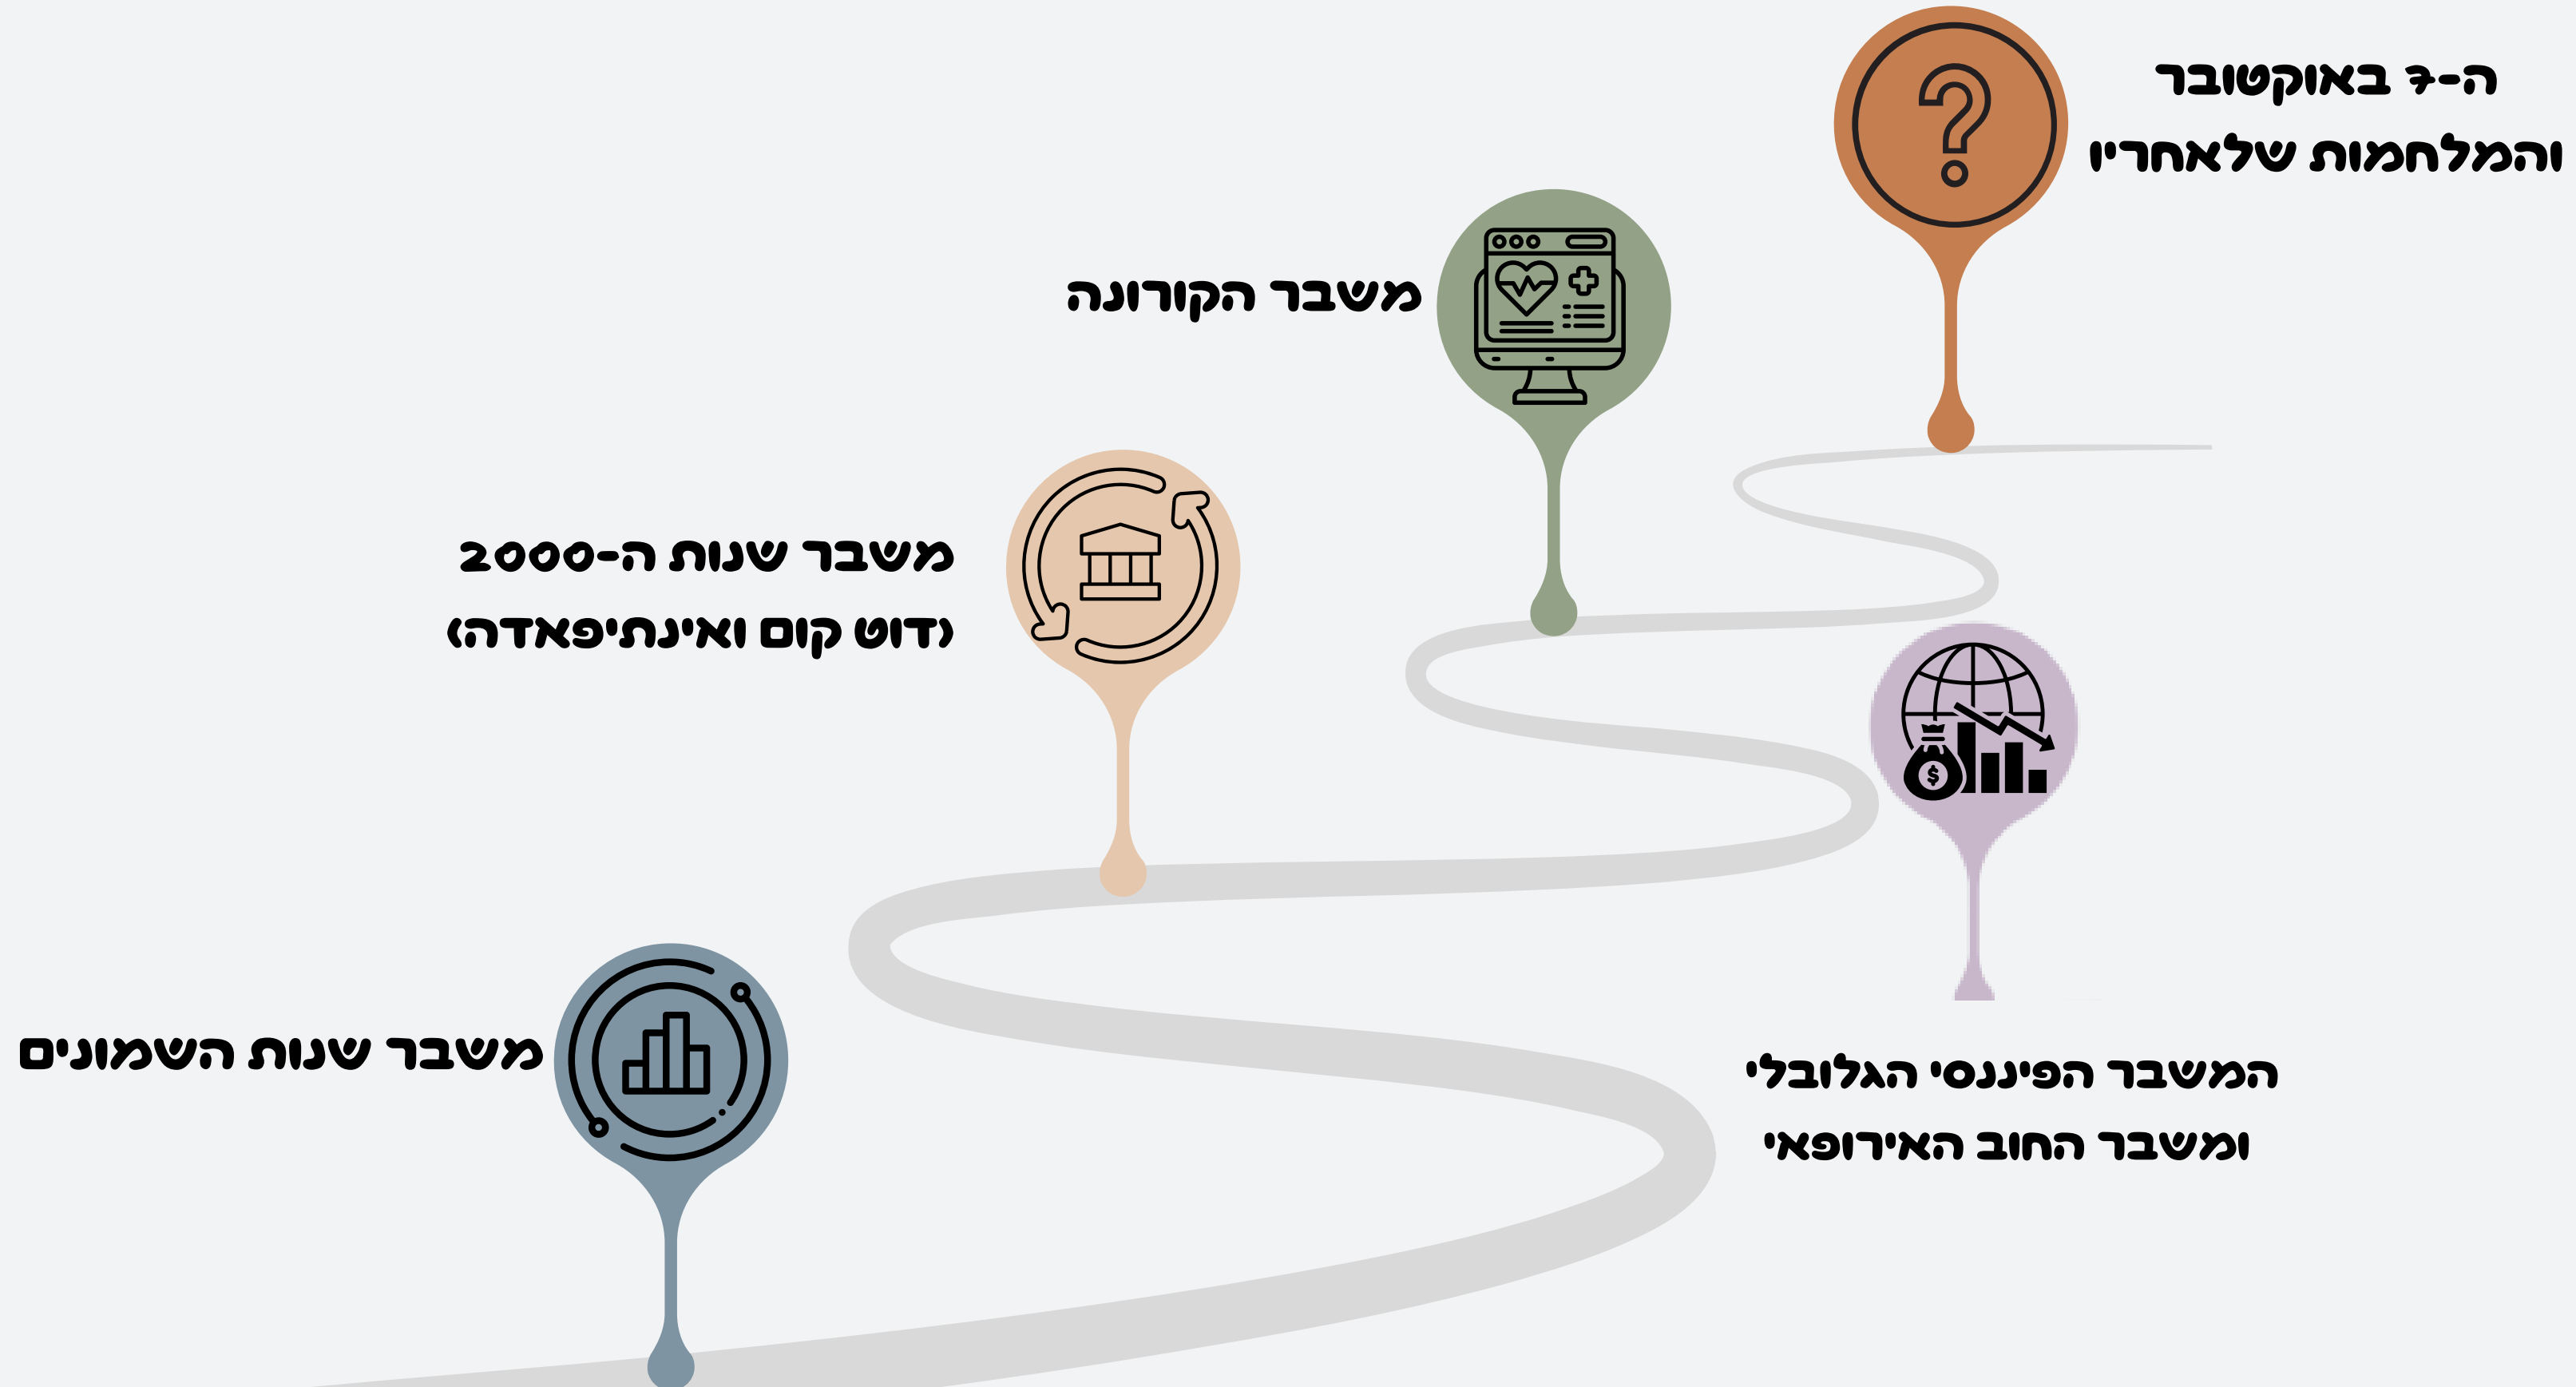 ה-7 באוקטובר
והמלחמות שלאחריו
משבר הקורונה
משבר שנות ה-2000
(דוט קום ואינתיפאדה)
המשבר הפיננסי הגלובלי
ומשבר החוב האירופאי
משבר שנות השמונים
$